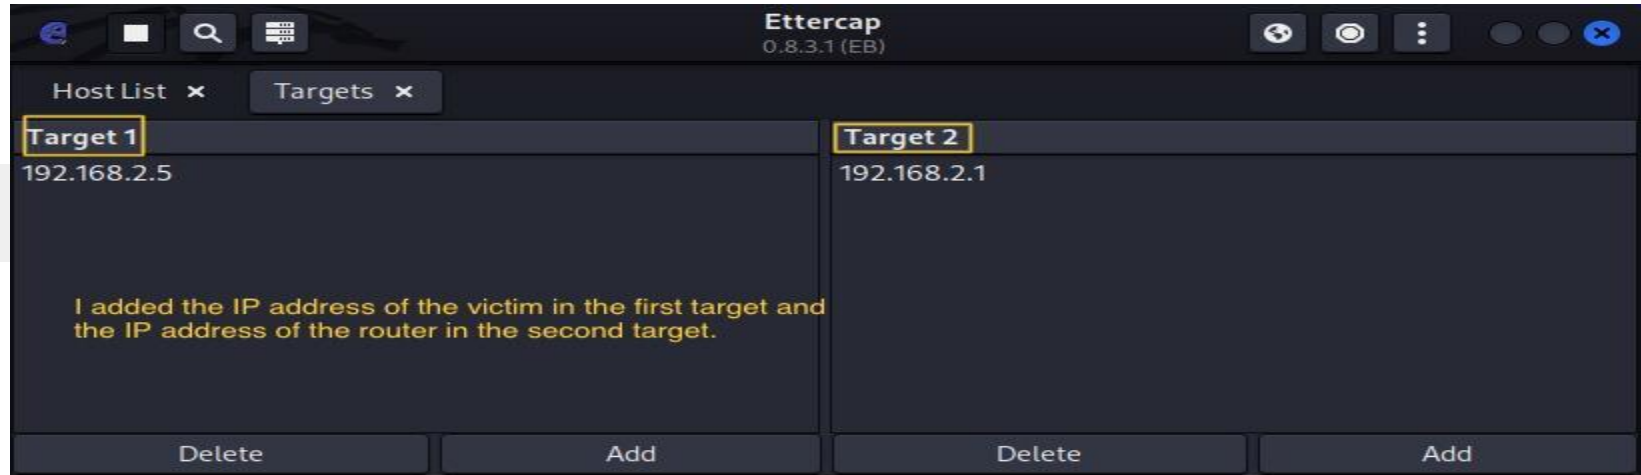 Ettercap
0.8.3.1 (EB)
Host List
Targets
Target 1
Target 2
192.168.2.5
192.168.2.1
I added the IP address of the victim in the first target and
the IP address of the router in the second target.
Delete
Add
Delete
Add